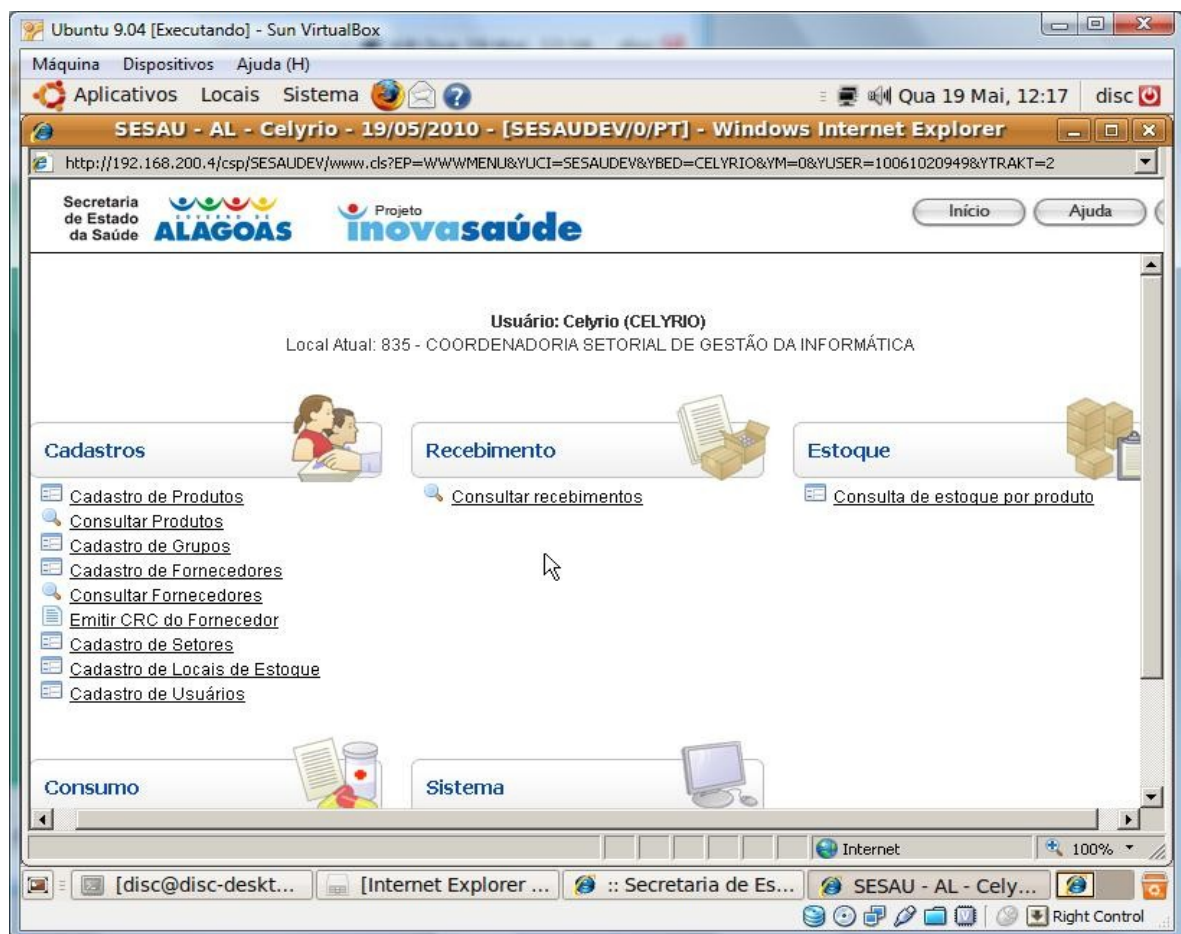 Ubuntu 9.04 [Executando] - Sun VirtualBox
Máquina Dispositivos Ajuda (H)
Aplicativos Locais Sistema Qua 19 Mai, 12:17 disc
SESAU - AL - Celyrio - 19/05/2010 - [SESAUDEV/0/PT] - Windows Internet Explorer
http://192.168.200.4/csp/SESAUDEV/www.cls?EP=WWWMENU&YUCI=SESAUDEV&YBED=CELYRIO&YM=0&YUSER=10061020949&YTRAKT=2
Secretaria
de Estado
da Saúde
GOVERNO DE
ALAGOAS
Projeto
inovasaúde
Início Ajuda
Usuário: Celyrio (CELYRIO)
Local Atual: 835 - COORDENADORIA SETORIAL DE GESTÃO DA INFORMÁTICA
Cadastros
Cadastro de Produtos
Consultar Produtos
Cadastro de Grupos
Cadastro de Fornecedores
Consultar Fornecedores
Emitir CRC do Fornecedor
Cadastro de Setores
Cadastro de Locais de Estoque
Cadastro de Usuários
Recebimento
Consultar recebimentos
Estoque
Consulta de estoque por produto
Consumo
Sistema
Internet 100%
[disc@disc-deskt... [Internet Explorer ... :: Secretaria de Es... SESAU - AL - Cely...
Right Control